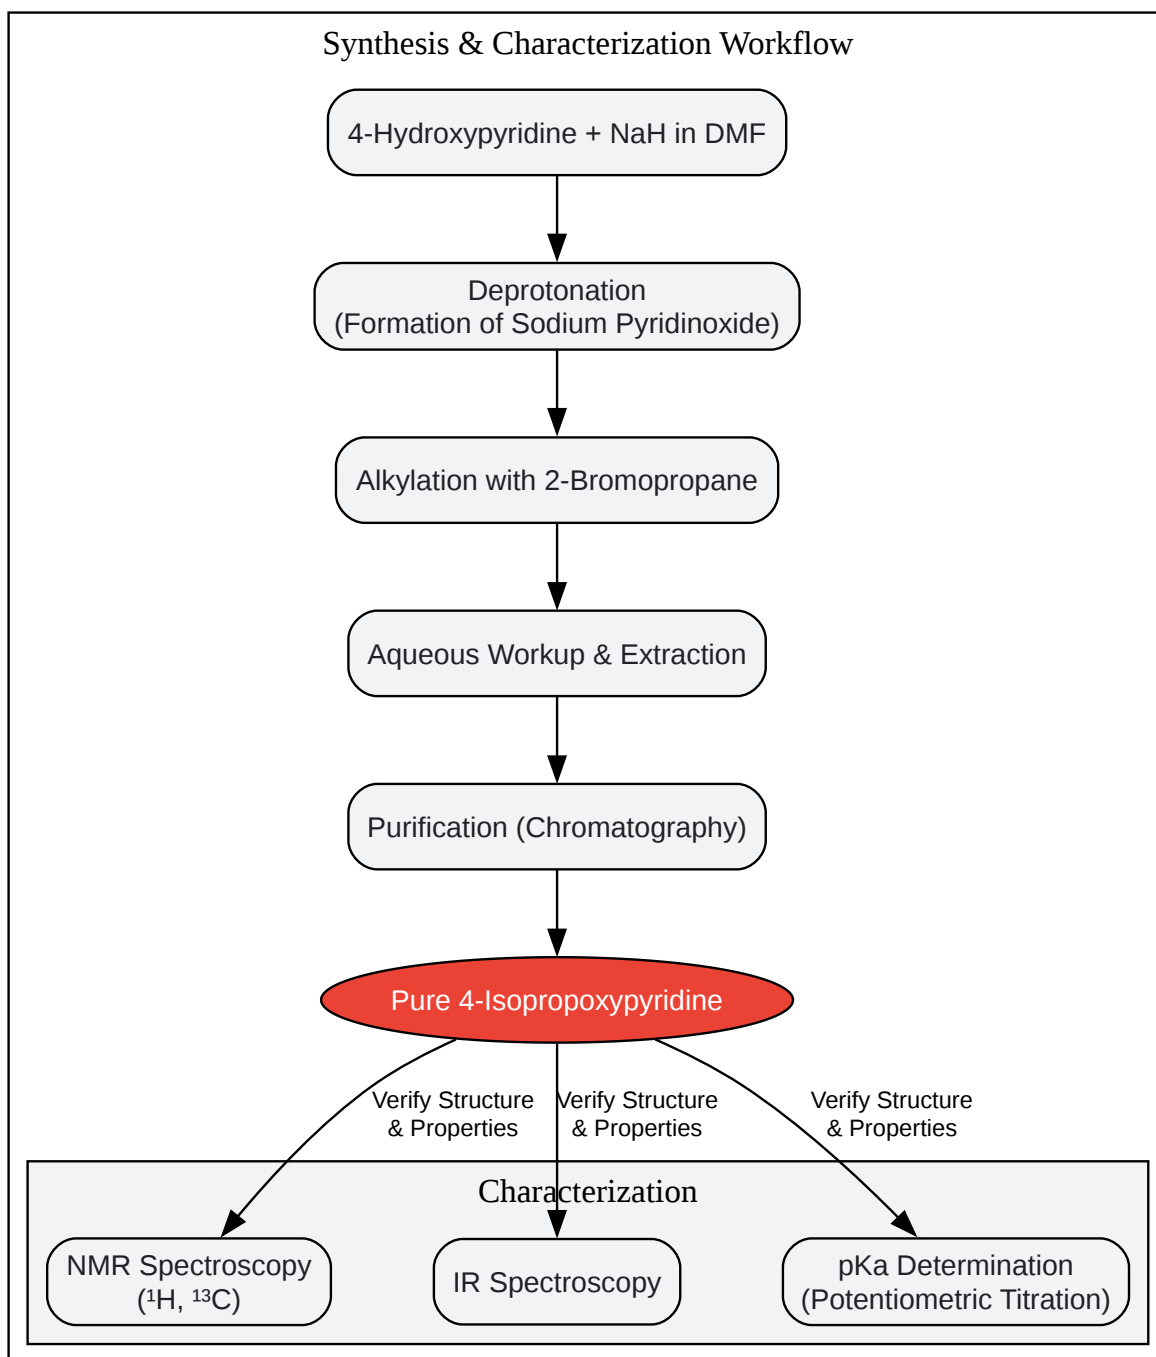 Synthesis & Characterization Workflow
4-Hydroxypyridine + NaH in DMF
Deprotonation
(Formation of Sodium Pyridinoxide)
Alkylation with 2-Bromopropane
Aqueous Workup & Extraction
Purification (Chromatography)
Pure 4-Isopropoxypyridine
Verify Structure
& Properties
Verify Structure
& Properties
Verify Structure
& Properties
Characterization
NMR Spectroscopy
(¹H, ¹³C)
IR Spectroscopy
pKa Determination
(Potentiometric Titration)